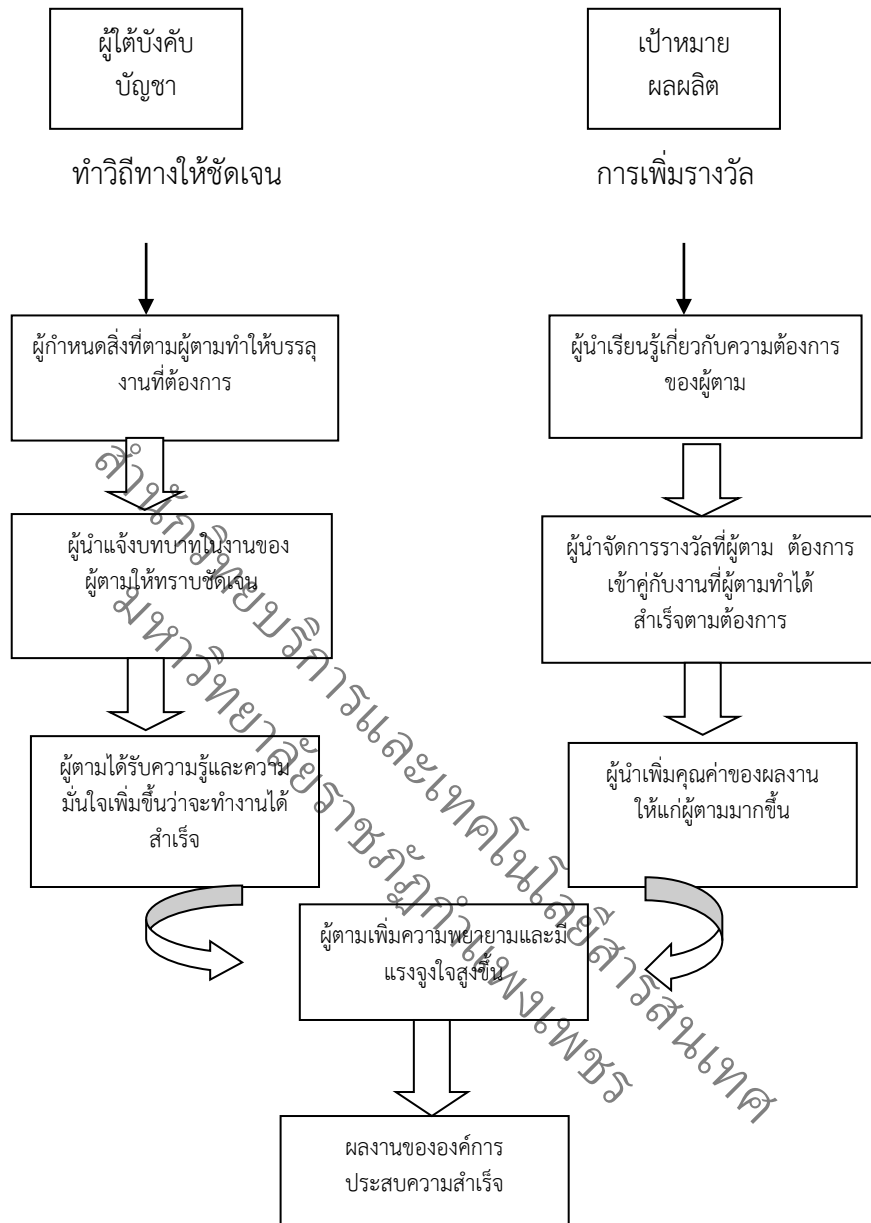 ผู้ใต้บังคับ
บัญชา
เป้าหมาย
ผลผลิต
ทำวิถีทางให้ชัดเจน
การเพิ่มรางวัล
ผู้กำหนดสิ่งที่ตามผู้ตามทำให้บรรลุ
งานที่ต้องการ
ผู้นำเรียนรู้เกี่ยวกับความต้องการ
ของผู้ตาม
ผู้นำแจ้งบทบาทในงานของ
ผู้ตามให้ทราบชัดเจน
ผู้นำจัดการรางวัลที่ผู้ตาม ต้องการ
เข้าคู่กับงานที่ผู้ตามทำได้
สำเร็จตามต้องการ
ผู้ตามได้รับความรู้และความ
มั่นใจเพิ่มขึ้นว่าจะทำงานได้
สำเร็จ
ผู้นำเพิ่มคุณค่าของผลงาน
ให้แก่ผู้ตามมากขึ้น
ผู้ตามเพิ่มความพยายามและมี
แรงจูงใจสูงขึ้น
ผลงานขององค์การ
ประสบความสำเร็จ
สำนักวิทยบริการและเทคโนโลยีสารสนเทศ
มหาวิทยาลัยราชภัฏกำแพงเพชร